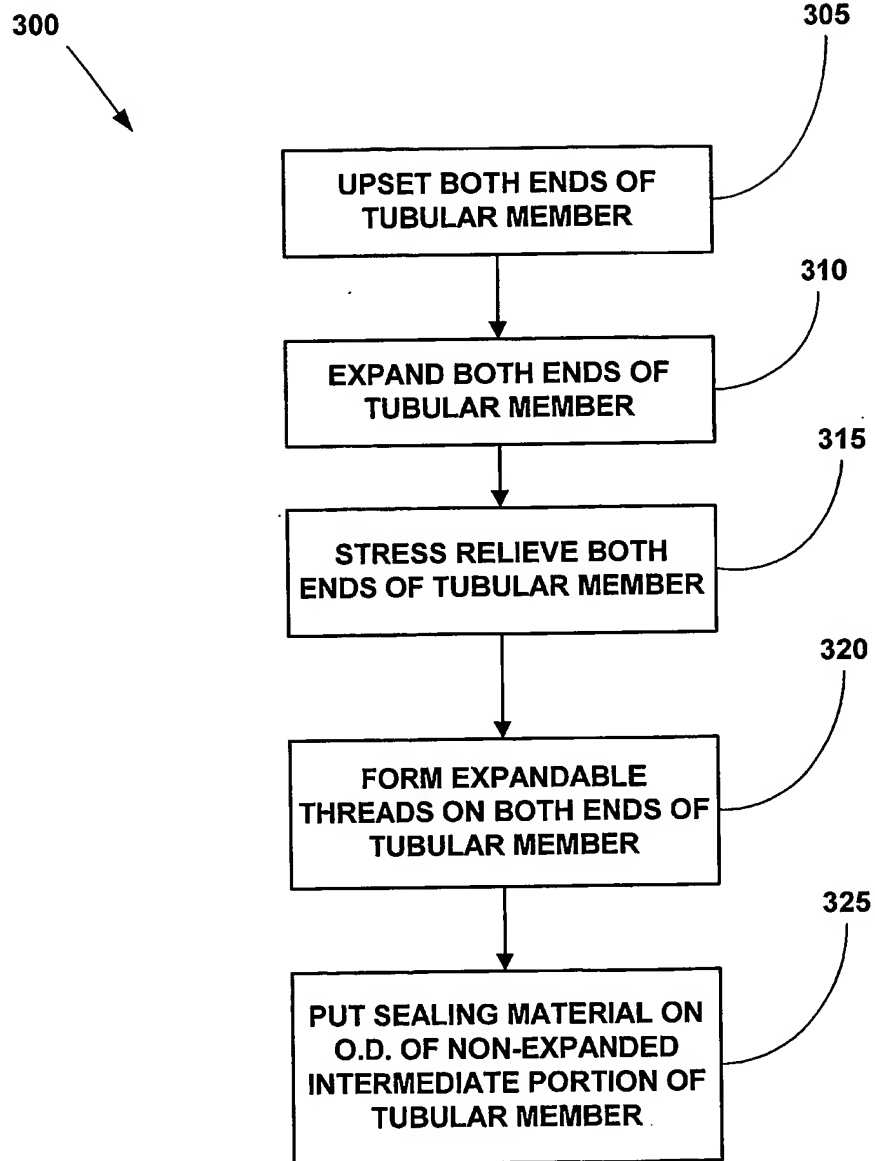 300
305
UPSET BOTH ENDS OF
TUBULAR MEMBER
310
EXPAND BOTH ENDS OF
TUBULAR MEMBER
315
STRESS RELIEVE BOTH
ENDS OF TUBULAR MEMBER
320
FORM EXPANDABLE
THREADS ON BOTH ENDS OF
TUBULAR MEMBER
325
PUT SEALING MATERIAL ON
O.D. OF NON-EXPANDED
INTERMEDIATE PORTION OF
TUBULAR MEMBER